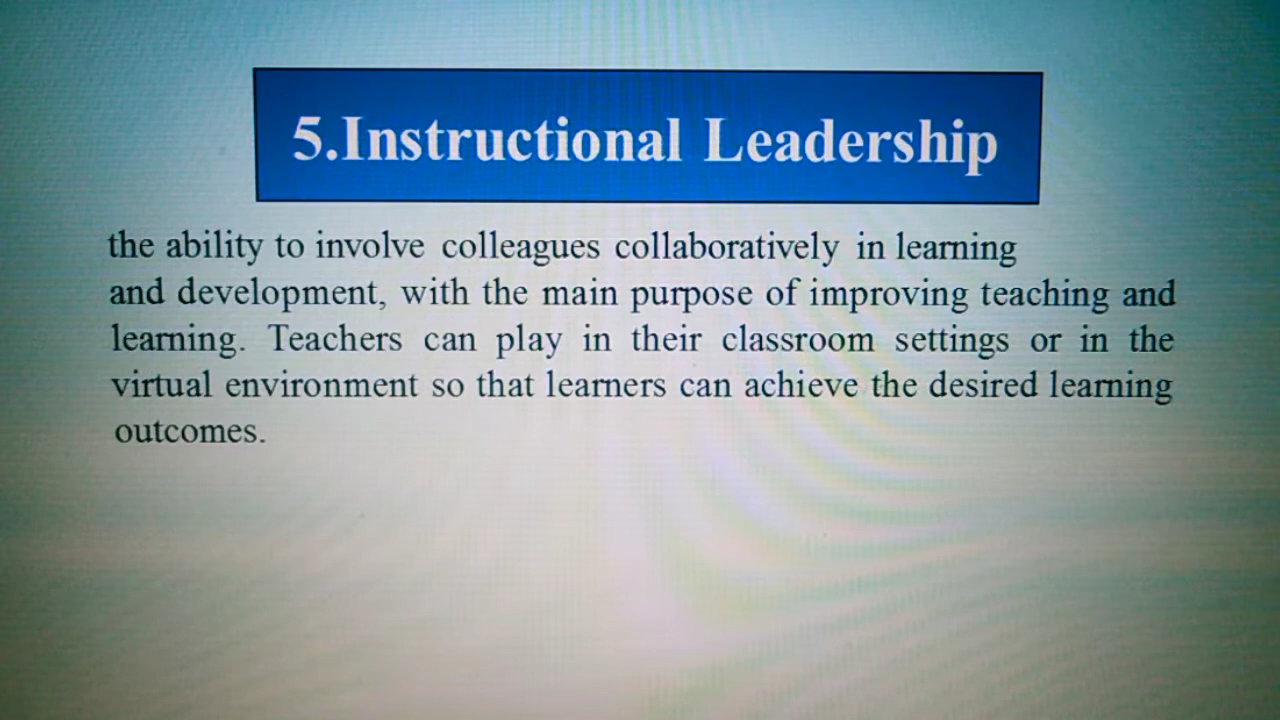 5.Instructional Leadership
the ability to involve colleagues collaboratively in learning
and development, with the main purpose of improving teaching and
learning. Teachers can play in their classroom settings or in the
virtual environment so that learners can achieve the desired learning
outcomes.